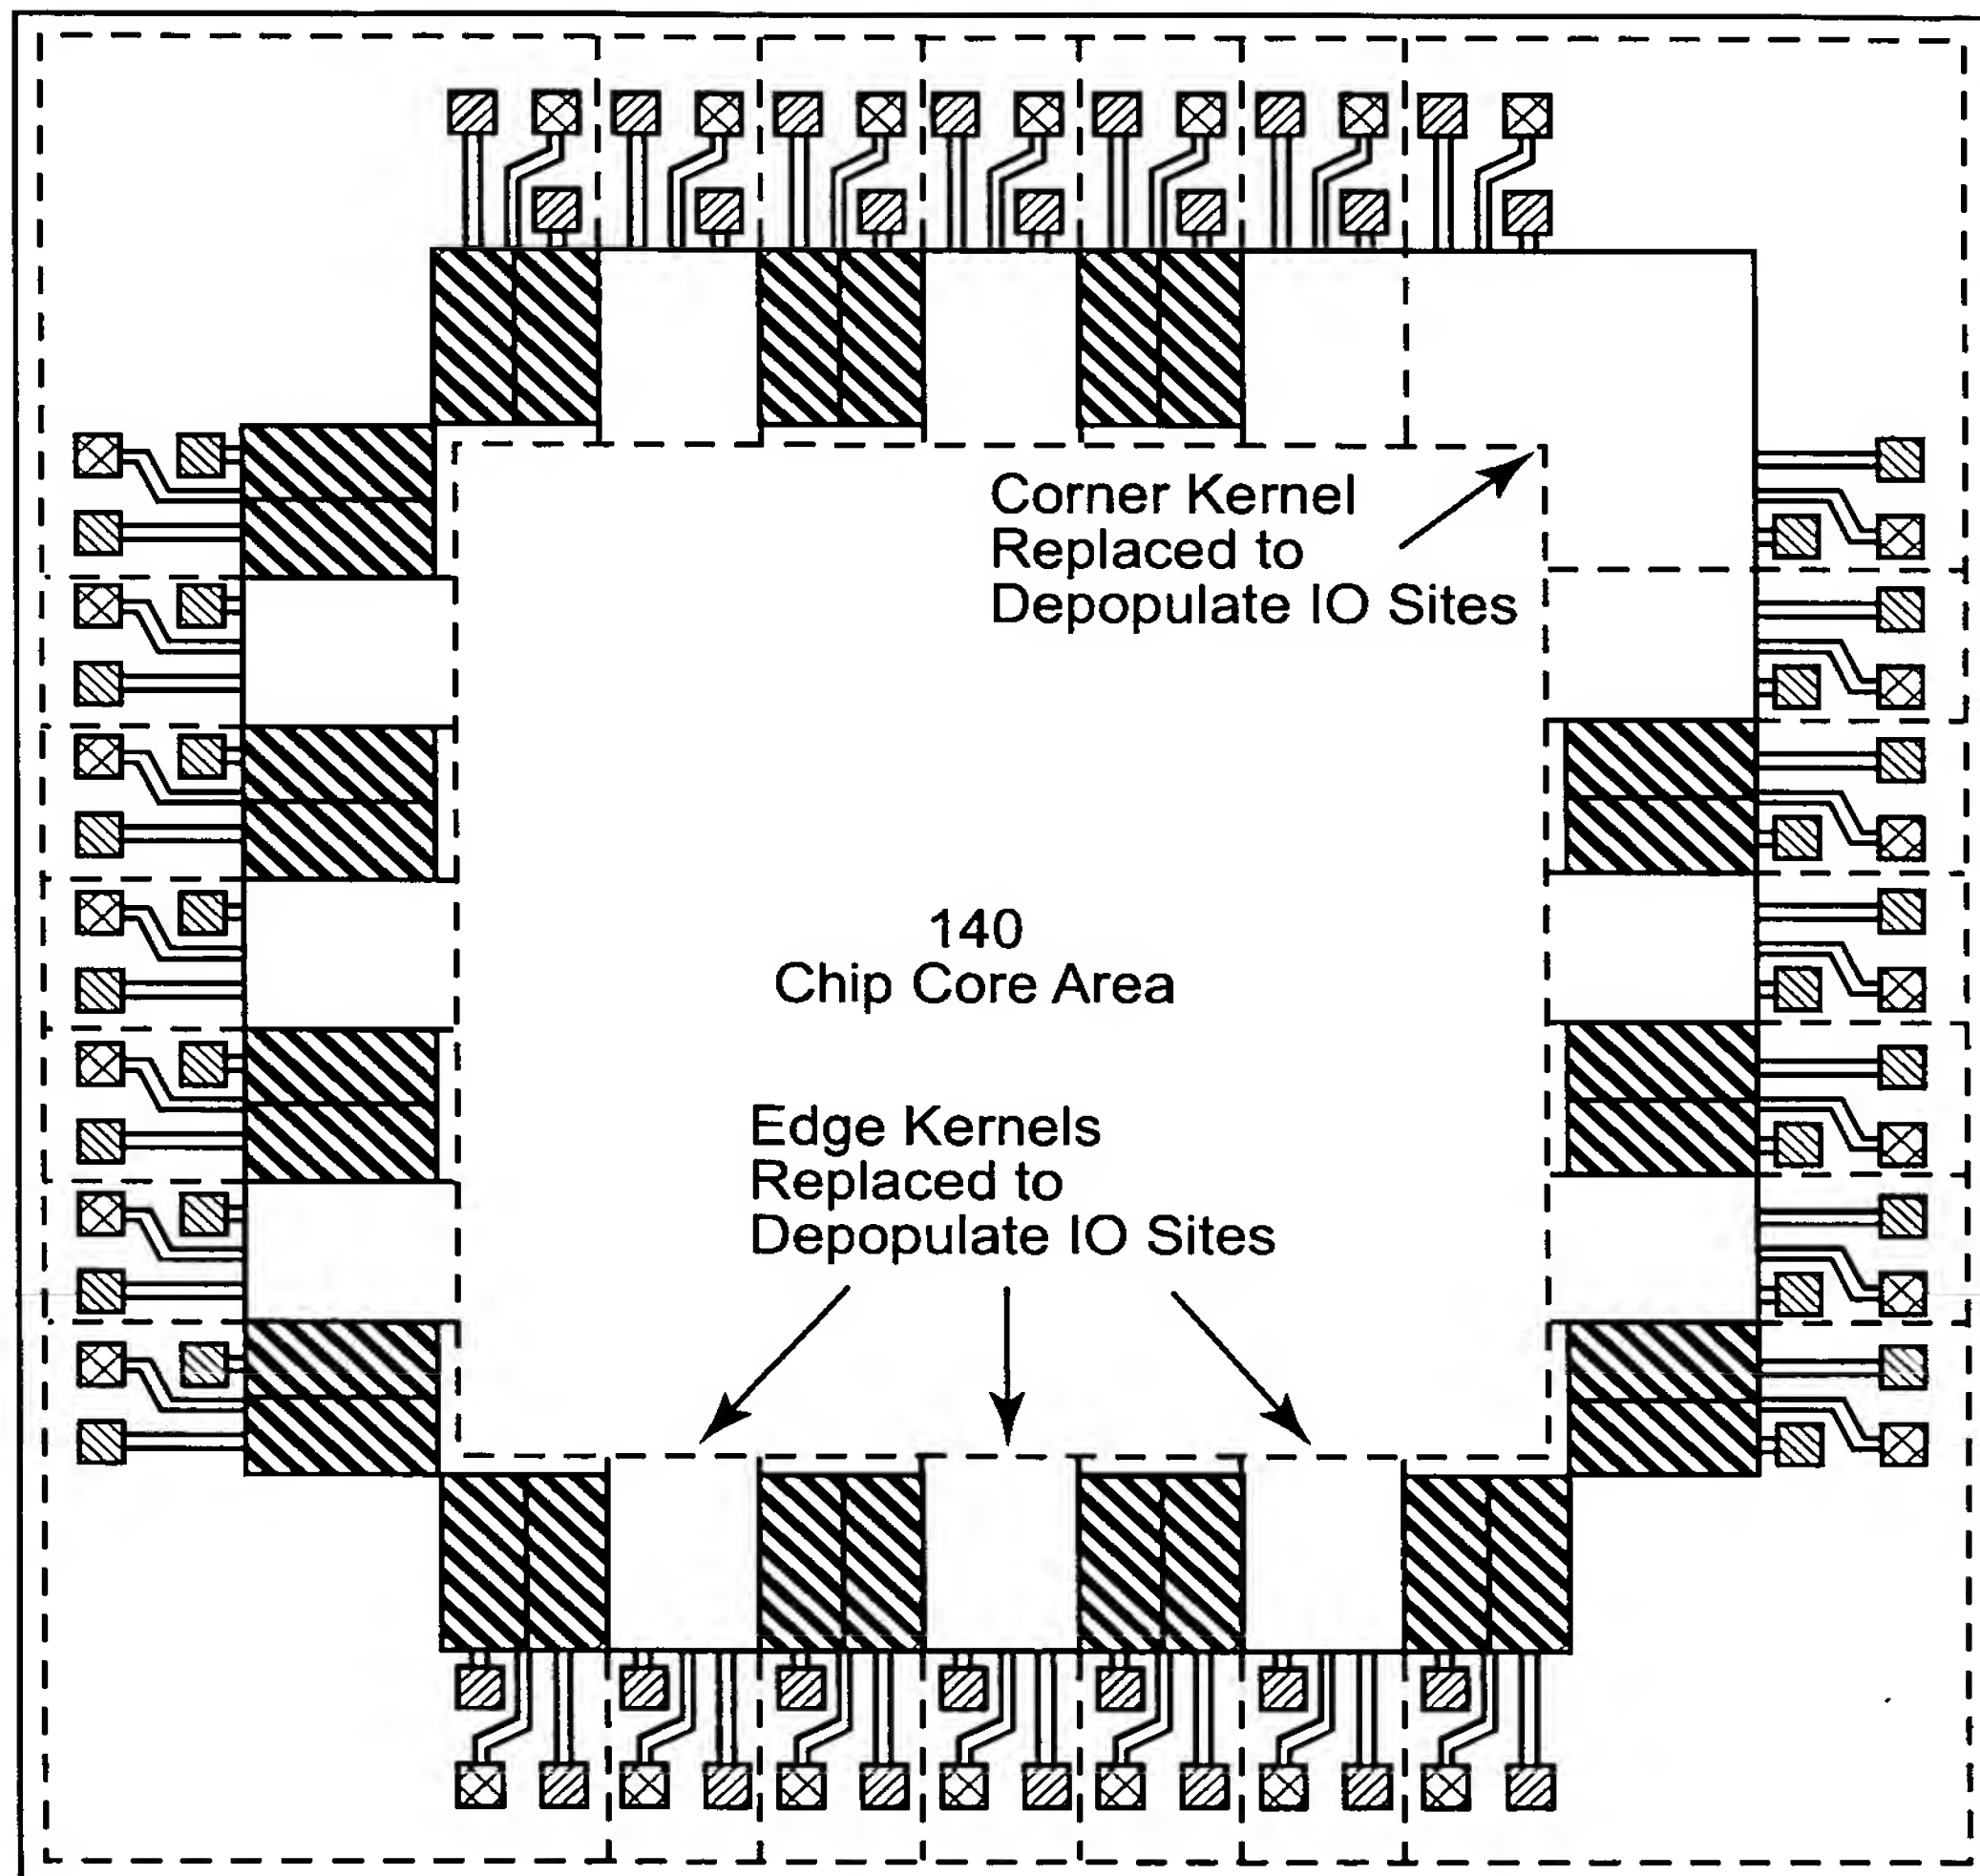 Corner Kernel
Replaced to
Depopulate IO Sites
140
Chip Core Area
Edge Kernels
Replaced to
Depopulate IO Sites